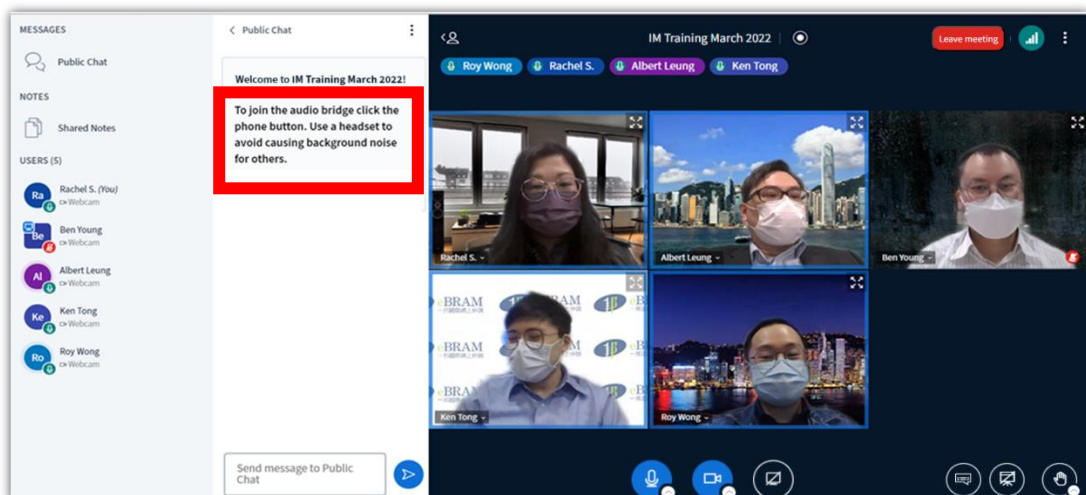 MESSAGES
Public Chat
NOTES
Shared Notes
USERS (5)
Ra
Rachel S. (You)
Webcam
Be
Ben Young
Webcam
Al
Albert Leung
Webcam
Ke
Ken Tong
Webcam
Ro
Roy Wong
Webcam
Public Chat
Welcome to IM Training March 2022!
To join the audio bridge click the
phone button. Use a headset to
avoid causing background noise
for others.
Send message to Public
Chat
IM Training March 2022
Leave meeting
Roy Wong
Rachel S.
Albert Leung
Ken Tong
Rachel S.
Albert Leung
Ben Young
eBRAM
Ken Tong
Roy Wong